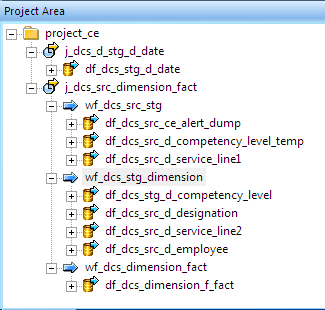 Project Area
project_ce
j_dcs_d_stg_d_date
df_dcs_stg_d_date
j_dcs_src_dimension_fact
wf_dcs_src_stg
df_dcs_src_ce_alert_dump
df_dcs_src_d_competency_level_temp
df_dcs_src_d_service_line1
wf_dcs_stg_dimension
df_dcs_stg_d_competency_level
df_dcs_src_d_designation
df_dcs_src_d_service_line2
df_dcs_src_d_employee
wf_dcs_dimension_fact
df_dcs_dimension_f_fact